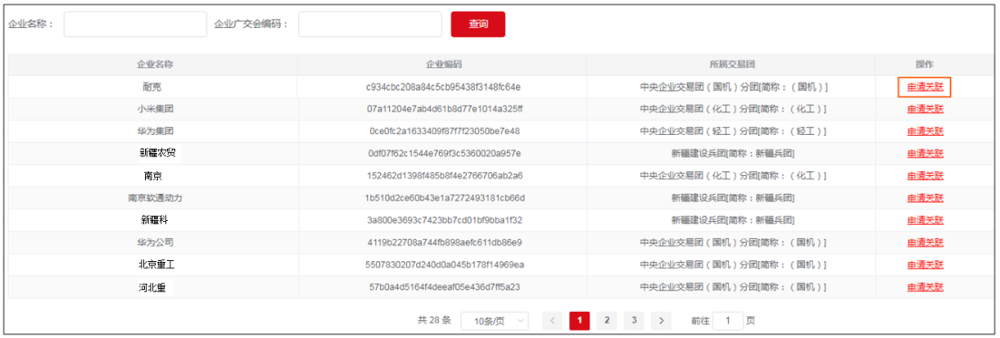 企业名称： 企业广交会编码： 查询
企业名称 企业编码 所属交易团 操作
耐克 c934cbc208a84c5cb95438f3148fc64e 中央企业交易团（国机）分团[简称：（国机）] 申请关联
小米集团 07a11204e7ab4d61b8d77e1014a325ff 中央企业交易团（化工）分团[简称：（化工）] 申请关联
华为集团 0ce0fc2a1633409f87f7f23050be7e48 中央企业交易团（轻工）分团[简称：（轻工）] 申请关联
新疆农贸 0df07f62c1544e769f3c5360020a957e 新疆建设兵团[简称：新疆兵团] 申请关联
南京 152462d1398f485b8f4e2766706ab2a6 中央企业交易团（化工）分团[简称：（化工）] 申请关联
南京软通动力 1b510d2ce60b43e1a7272493181cb66d 新疆建设兵团[简称：新疆兵团] 申请关联
新疆科 3a800e3693c7423bb7cd01bf9bba1f32 新疆建设兵团[简称：新疆兵团] 申请关联
华为公司 4119b22708a744fb898aefc611db86e9 中央企业交易团（国机）分团[简称：（国机）] 申请关联
北京重工 5507830207d240d0a045b178f14969ea 中央企业交易团（国机）分团[简称：（国机）] 申请关联
河北重 57b0a4d5164f4deeaf05e436d7ff5a23 中央企业交易团（国机）分团[简称：（国机）] 申请关联
共 28 条 10条/页 < 1 2 3 > 前往 1 页